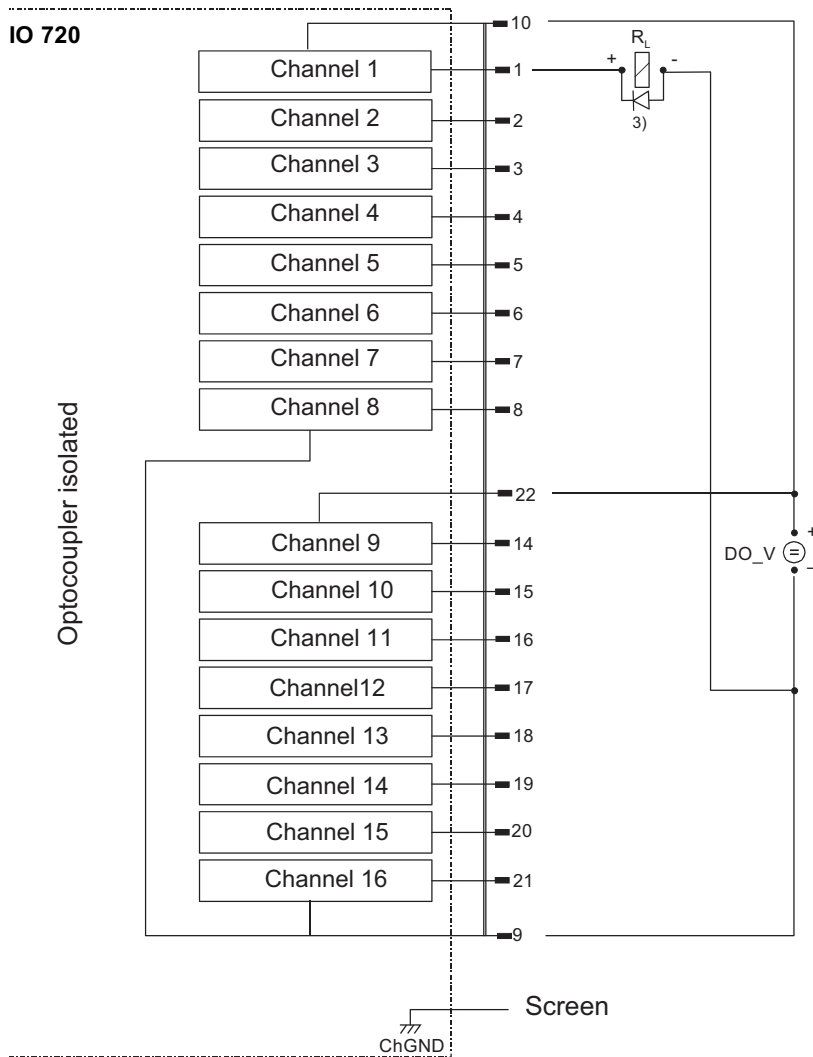 IO 720
10
R_L
Channel 1
1
+
-
3)
Channel 2
2
Channel 3
3
Channel 4
4
Channel 5
5
Channel 6
6
Channel 7
7
Channel 8
8
Optocoupler isolated
22
Channel 9
14
DO_V
=
+
-
Channel 10
15
Channel 11
16
Channel12
17
Channel 13
18
Channel 14
19
Channel 15
20
Channel 16
21
9
Screen
ChGND